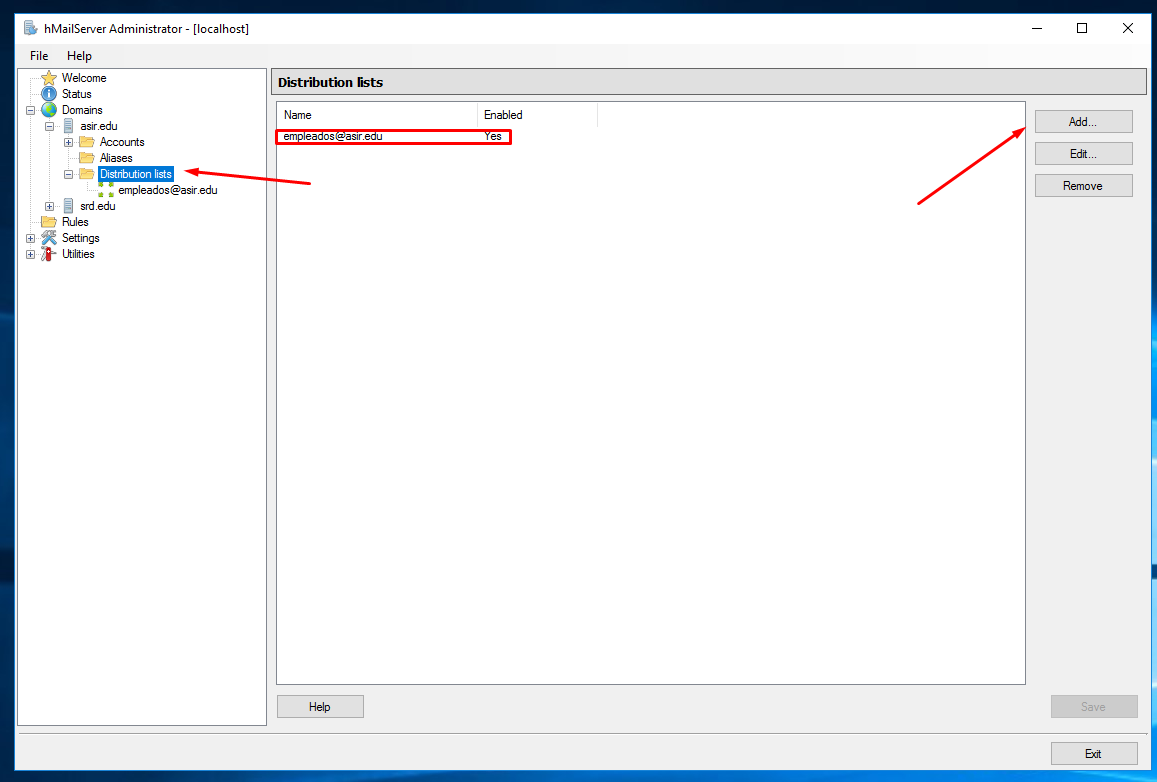 hMailServer Administrator - [localhost]
File Help
Welcome
Status
Domains
asir.edu
Accounts
Aliases
Distribution lists
empleados@asir.edu
srd.edu
Rules
Settings
Utilities
Distribution lists
Name Enabled
empleados@asir.edu Yes
Add...
Edit...
Remove
Help
Save
Exit